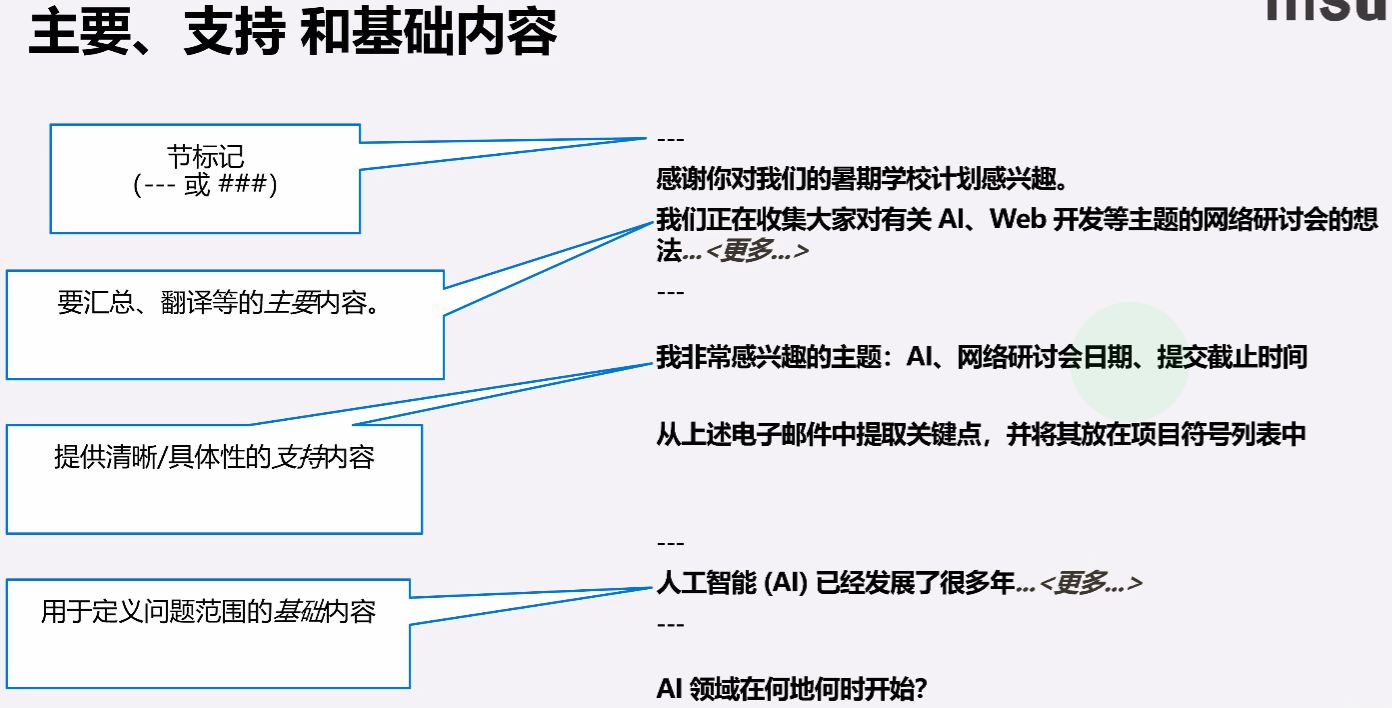 主要、支持 和基础内容
节标记
(--- 或 ###)
要汇总、翻译等的主要内容。
提供清晰/具体性的支持内容
用于定义问题范围的基础内容
---
感谢你对我们的暑期学校计划感兴趣。
我们正在收集大家对有关 AI、Web 开发等主题的网络研讨会的想
法...<更多...>
---
我非常感兴趣的主题：AI、网络研讨会日期、提交截止时间
从上述电子邮件中提取关键点，并将其放在项目符号列表中
---
人工智能 (AI) 已经发展了很多年...<更多...>
---
AI 领域在何地何时开始？